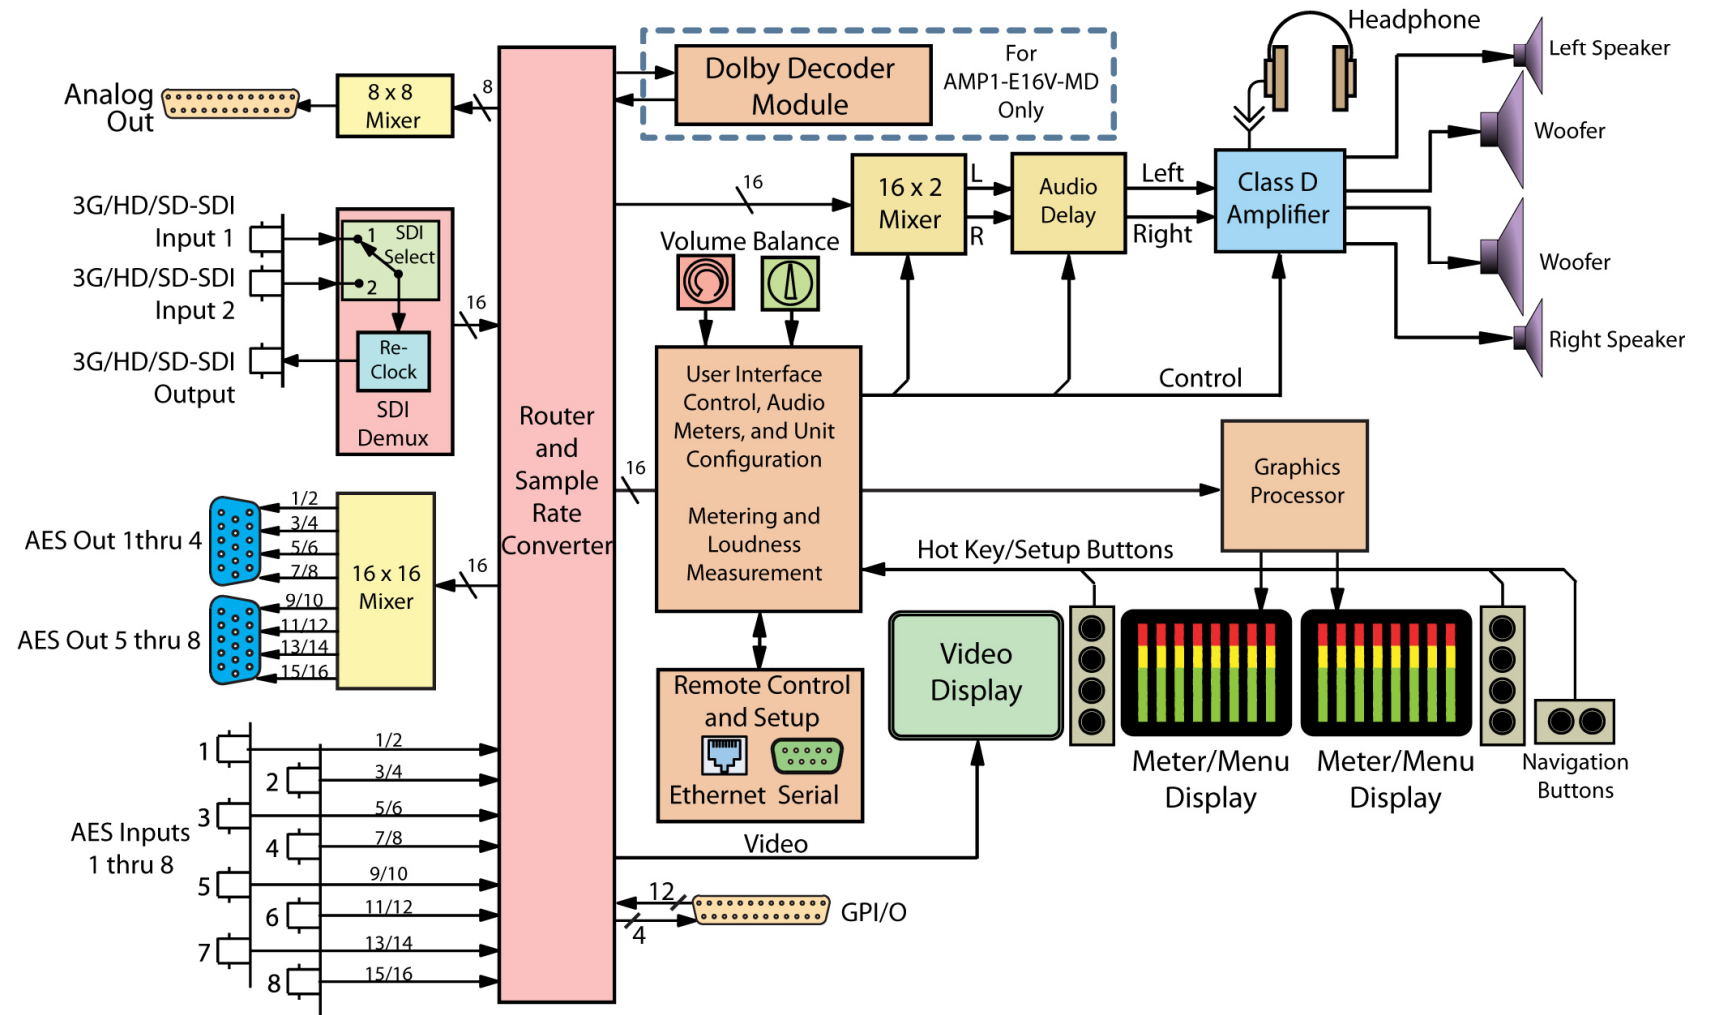 Headphone
Left Speaker
Woofer
Woofer
Right Speaker
Dolby Decoder
Module
For
AMP1-E16V-MD
Only
Analog
Out
8 x 8
Mixer
8
3G/HD/SD-SDI
Input 1
3G/HD/SD-SDI
Input 2
3G/HD/SD-SDI
Output
1
SDI
Select
2
Re-
Clock
SDI
Demux
16
16
16 x 2
Mixer
L
R
Audio
Delay
Left
Right
Class D
Amplifier
Volume Balance
User Interface
Control, Audio
Meters, and Unit
Configuration
Metering and
Loudness
Measurement
Control
Router
and
Sample
Rate
Converter
16
Graphics
Processor
Hot Key/Setup Buttons
AES Out 1thru 4
1/2
3/4
5/6
7/8
16 x 16
Mixer
16
AES Out 5 thru 8
9/10
11/12
13/14
15/16
Video
Display
Meter/Menu
Display
Meter/Menu
Display
Navigation
Buttons
Remote Control
and Setup
Ethernet Serial
Video
AES Inputs
1 thru 8
1
1/2
2
3/4
3
5/6
4
7/8
5
9/10
6
11/12
7
13/14
8
15/16
12
4
GPI/O